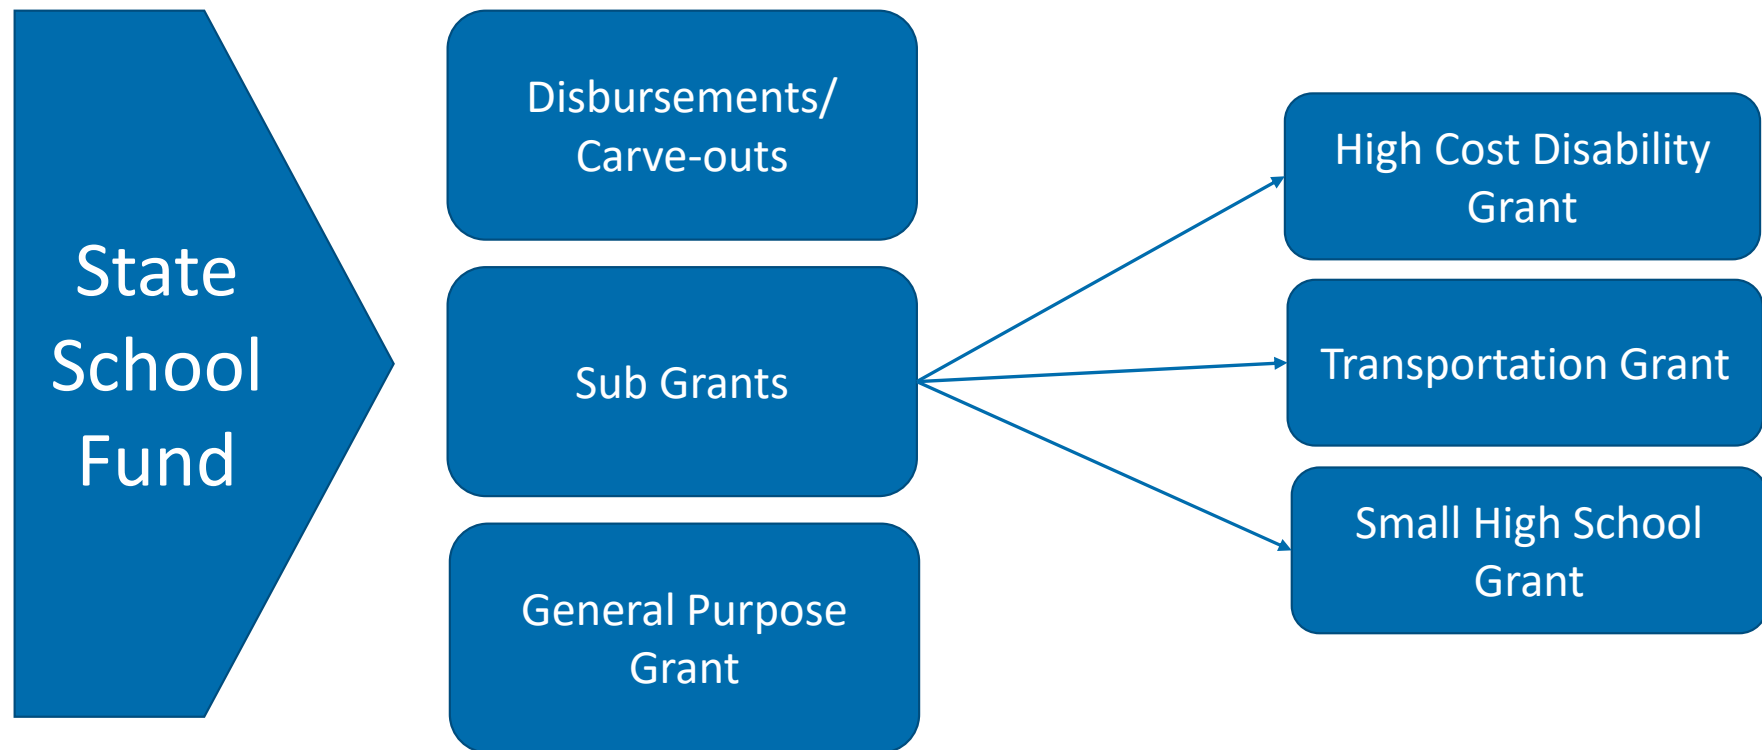 State
School
Fund
Disbursements/
Carve-outs
Sub Grants
General Purpose
Grant
High Cost Disability
Grant
Transportation Grant
Small High School
Grant